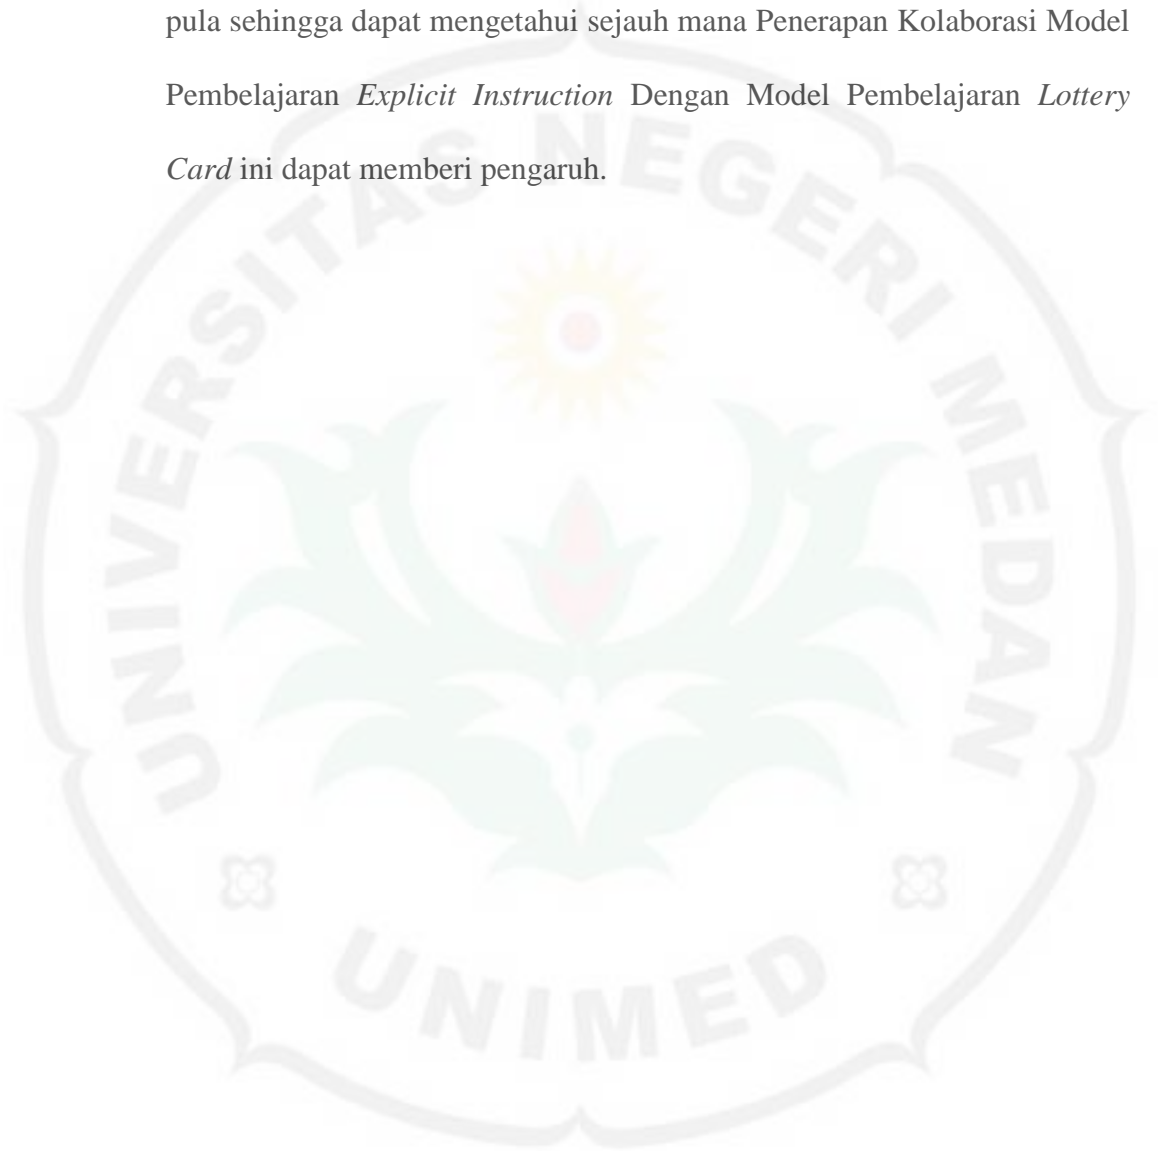 pula sehingga dapat mengetahui sejauh mana Penerapan Kolaborasi Model
Pembelajaran Explicit Instruction Dengan Model Pembelajaran Lottery
Card ini dapat memberi pengaruh.
UNIVERSITAS NEGERI MEDAN
UNIMED